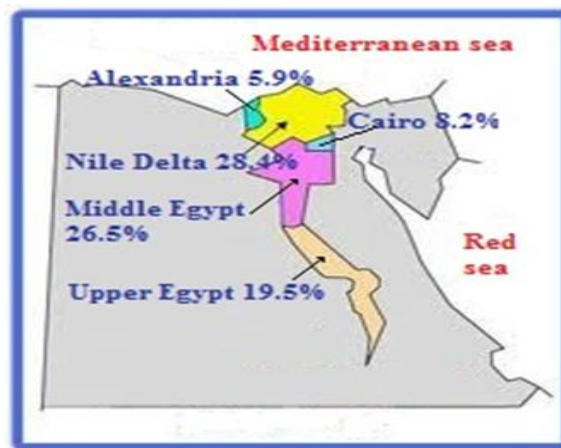 Mediterranean sea
Alexandria 5.9%
Cairo 8.2%
Nile Delta 28.4%
Middle Egypt
26.5%
Red
sea
Upper Egypt 19.5%